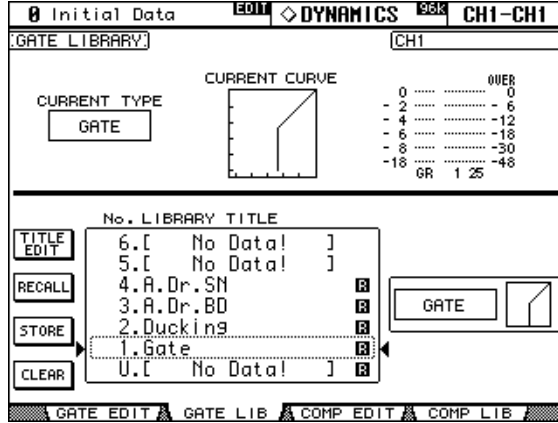 0 Initial Data EDIT ◇DYNAMICS 96K CH1-CH1
GATE LIBRARY CH1
CURRENT CURVE
CURRENT TYPE
GATE
OVER
0 0
- 2 - 6
- 4 -12
- 6 -18
- 8 -30
-18 -48
GR 1 25
No. LIBRARY TITLE
TITLE EDIT
RECALL
STORE
CLEAR
6.[ No Data! ]
5.[ No Data! ]
4.A.Dr.SN R
3.A.Dr.BD R
2.Ducking R
1.Gate R
U.[ No Data! ] R
GATE
GATE EDIT GATE LIB COMP EDIT COMP LIB